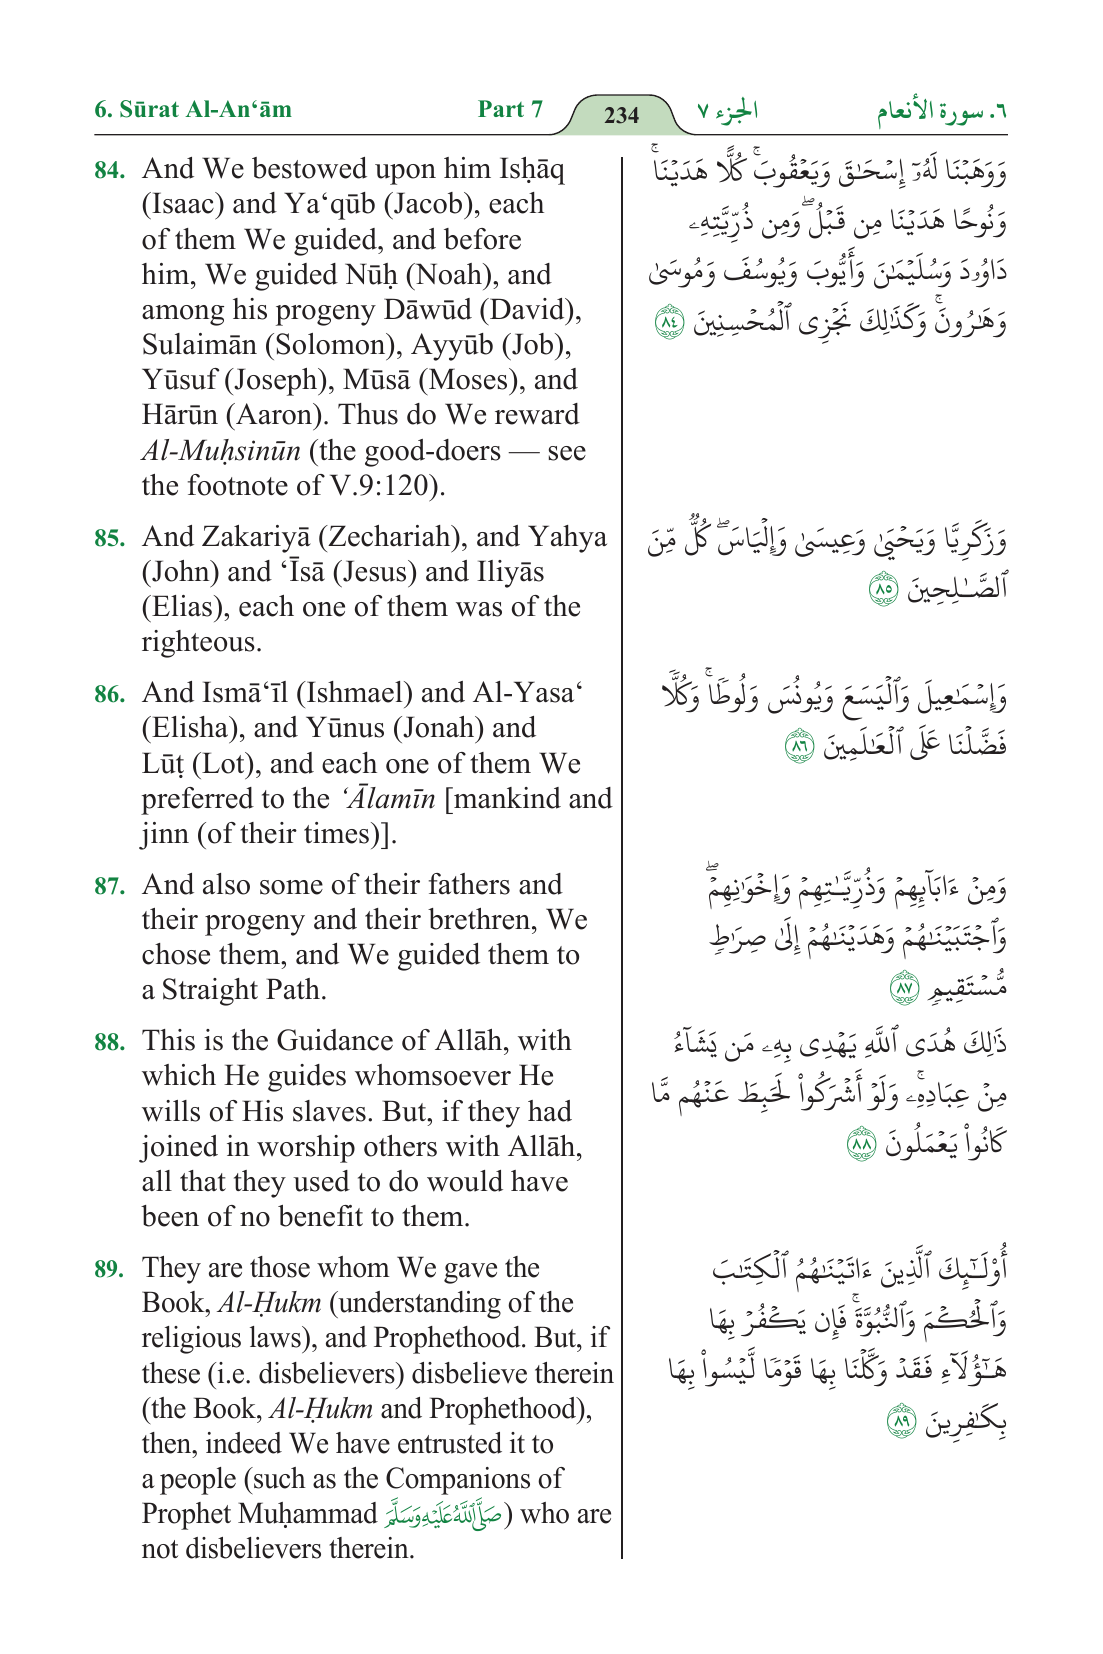 6. Sūrat Al-An‘ām Part 7 234 الجزء ٧ ٦. سورة الأنعام
84. And We bestowed upon him Isḥāq
(Isaac) and Ya‘qūb (Jacob), each
of them We guided, and before
him, We guided Nūḥ (Noah), and
among his progeny Dāwūd (David),
Sulaimān (Solomon), Ayyūb (Job),
Yūsuf (Joseph), Mūsā (Moses), and
Hārūn (Aaron). Thus do We reward
Al-Muḥsinūn (the good-doers — see
the footnote of V.9:120).
وَوَهَبْنَا لَهُۥٓ إِسْحَـٰقَ وَيَعْقُوبَ ۚ كُلًّا هَدَيْنَا ۚ
وَنُوحًا هَدَيْنَا مِن قَبْلُ ۖ وَمِن ذُرِّيَّتِهِۦ
دَاوُۥدَ وَسُلَيْمَـٰنَ وَأَيُّوبَ وَيُوسُفَ وَمُوسَىٰ
وَهَـٰرُونَ ۚ وَكَذَٰلِكَ نَجْزِى ٱلْمُحْسِنِينَ ٨٤
85. And Zakariyā (Zechariah), and Yahya
(John) and ‘Īsā (Jesus) and Iliyās
(Elias), each one of them was of the
righteous.
وَزَكَرِيَّا وَيَحْيَىٰ وَعِيسَىٰ وَإِلْيَاسَ ۖ كُلٌّ مِّنَ
ٱلصَّـٰلِحِينَ ٨٥
86. And Ismā‘īl (Ishmael) and Al-Yasa‘
(Elisha), and Yūnus (Jonah) and
Lūṭ (Lot), and each one of them We
preferred to the ‘Ālamīn [mankind and
jinn (of their times)].
وَإِسْمَـٰعِيلَ وَٱلْيَسَعَ وَيُونُسَ وَلُوطًا ۚ وَكُلًّا
فَضَّلْنَا عَلَى ٱلْعَـٰلَمِينَ ٨٦
87. And also some of their fathers and
their progeny and their brethren, We
chose them, and We guided them to
a Straight Path.
وَمِنْ ءَابَآئِهِمْ وَذُرِّيَّـٰتِهِمْ وَإِخْوَٰنِهِمْ ۖ
وَٱجْتَبَيْنَـٰهُمْ وَهَدَيْنَـٰهُمْ إِلَىٰ صِرَٰطٍ
مُّسْتَقِيمٍ ٨٧
88. This is the Guidance of Allāh, with
which He guides whomsoever He
wills of His slaves. But, if they had
joined in worship others with Allāh,
all that they used to do would have
been of no benefit to them.
ذَٰلِكَ هُدَى ٱللَّهِ يَهْدِى بِهِۦ مَن يَشَآءُ
مِنْ عِبَادِهِۦ ۚ وَلَوْ أَشْرَكُوا۟ لَحَبِطَ عَنْهُم مَّا
كَانُوا۟ يَعْمَلُونَ ٨٨
89. They are those whom We gave the
Book, Al-Ḥukm (understanding of the
religious laws), and Prophethood. But, if
these (i.e. disbelievers) disbelieve therein
(the Book, Al-Ḥukm and Prophethood),
then, indeed We have entrusted it to
a people (such as the Companions of
Prophet Muḥammad صَلَّى ٱللَّهُ عَلَيْهِ وَسَلَّمَ) who are
not disbelievers therein.
أُو۟لَـٰٓئِكَ ٱلَّذِينَ ءَاتَيْنَـٰهُمُ ٱلْكِتَـٰبَ
وَٱلْحُكْمَ وَٱلنُّبُوَّةَ ۚ فَإِن يَكْفُرْ بِهَا
هَـٰٓؤُلَآءِ فَقَدْ وَكَّلْنَا بِهَا قَوْمًا لَّيْسُوا۟ بِهَا
بِكَـٰفِرِينَ ٨٩